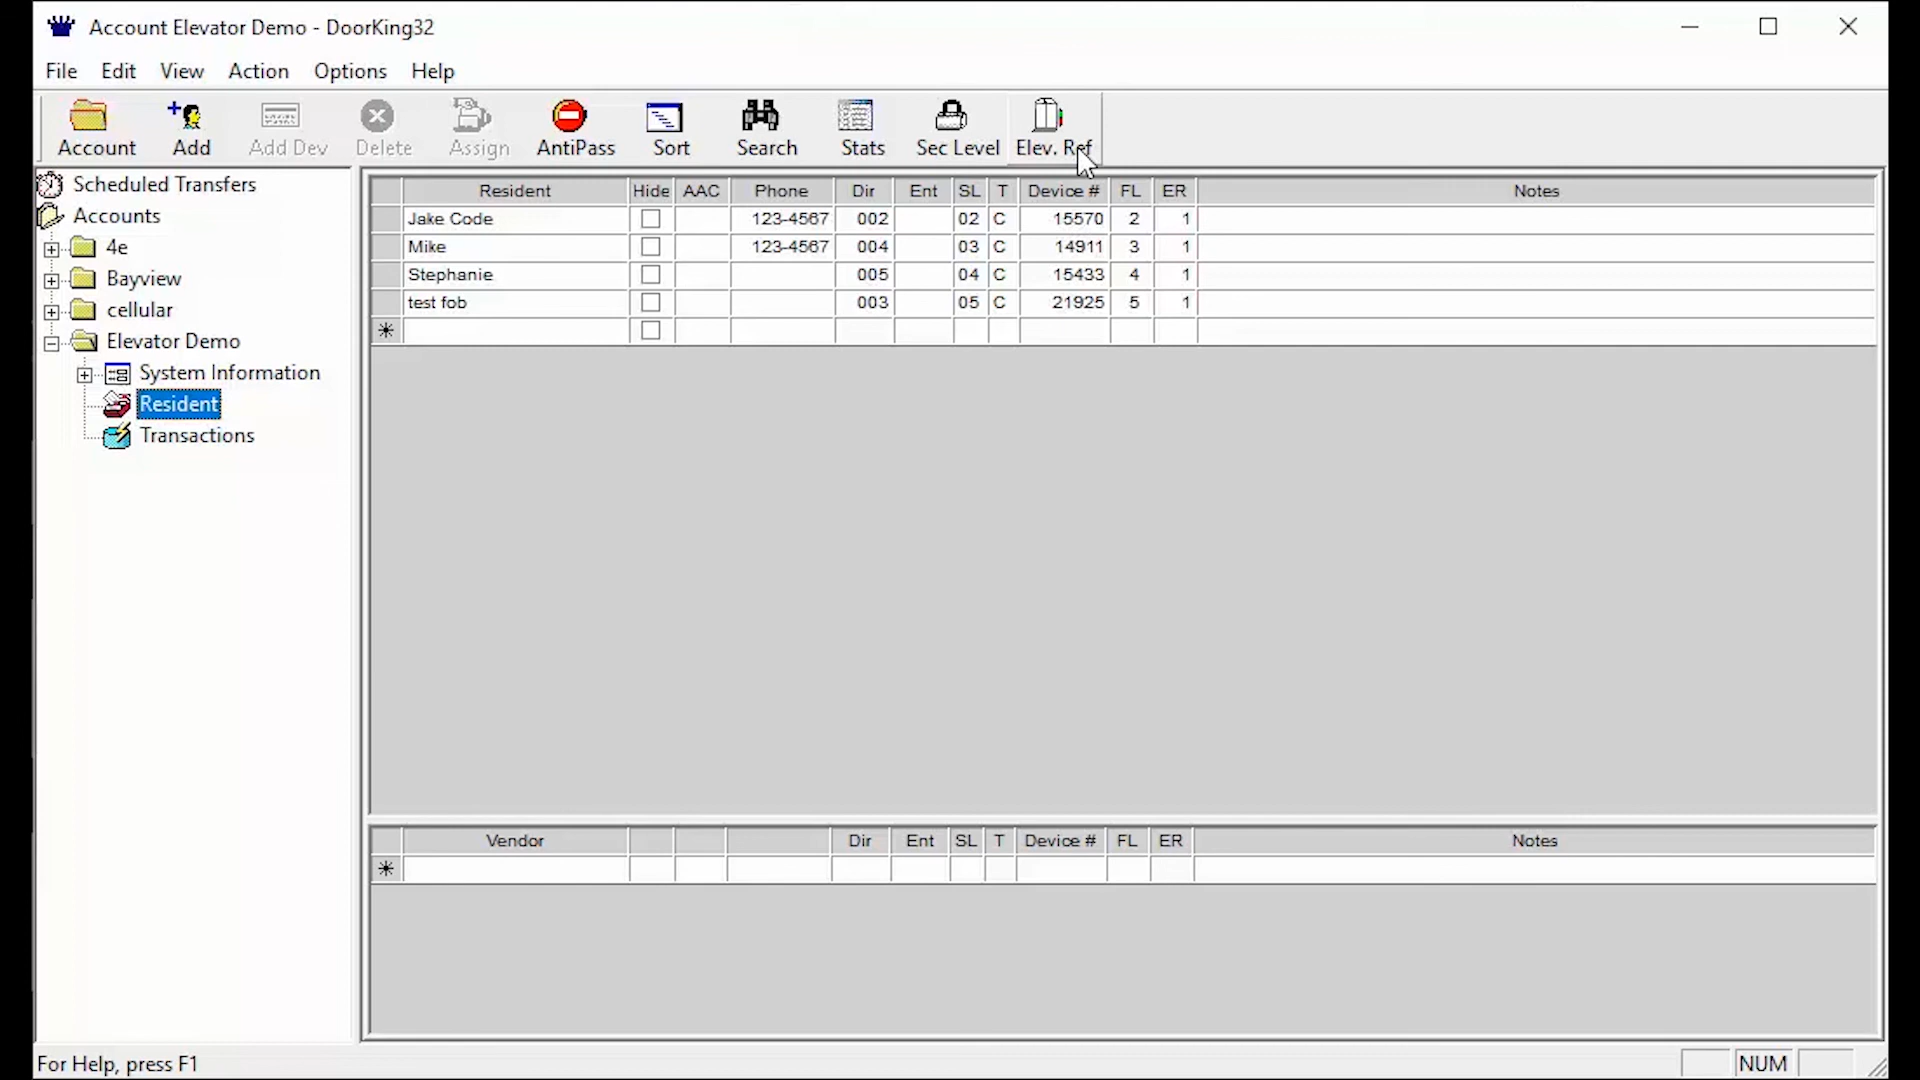 Account Elevator Demo - DoorKing32
File Edit View Action Options Help
Account Add Add Dev Delete Assign AntiPass Sort Search Stats Sec Level Elev. Ref
Scheduled Transfers
Accounts
4e
Bayview
cellular
Elevator Demo
System Information
Resident
Transactions
Resident Hide AAC Phone Dir Ent SL T Device # FL ER Notes
Jake Code 123-4567 002 02 C 15570 2 1
Mike 123-4567 004 03 C 14911 3 1
Stephanie 005 04 C 15433 4 1
test fob 003 05 C 21925 5 1
Vendor Dir Ent SL T Device # FL ER Notes
For Help, press F1
NUM